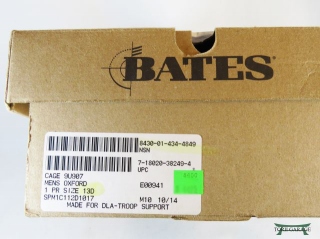 BATES
8430-01-434-4849
NSN
7-18020-38249-4
UPC
CAGE 9U907
MENS OXFORD E00941
1 PR SIZE 13D
SPM1C112D1017 M10 10/14
MADE FOR DLA-TROOP SUPPORT